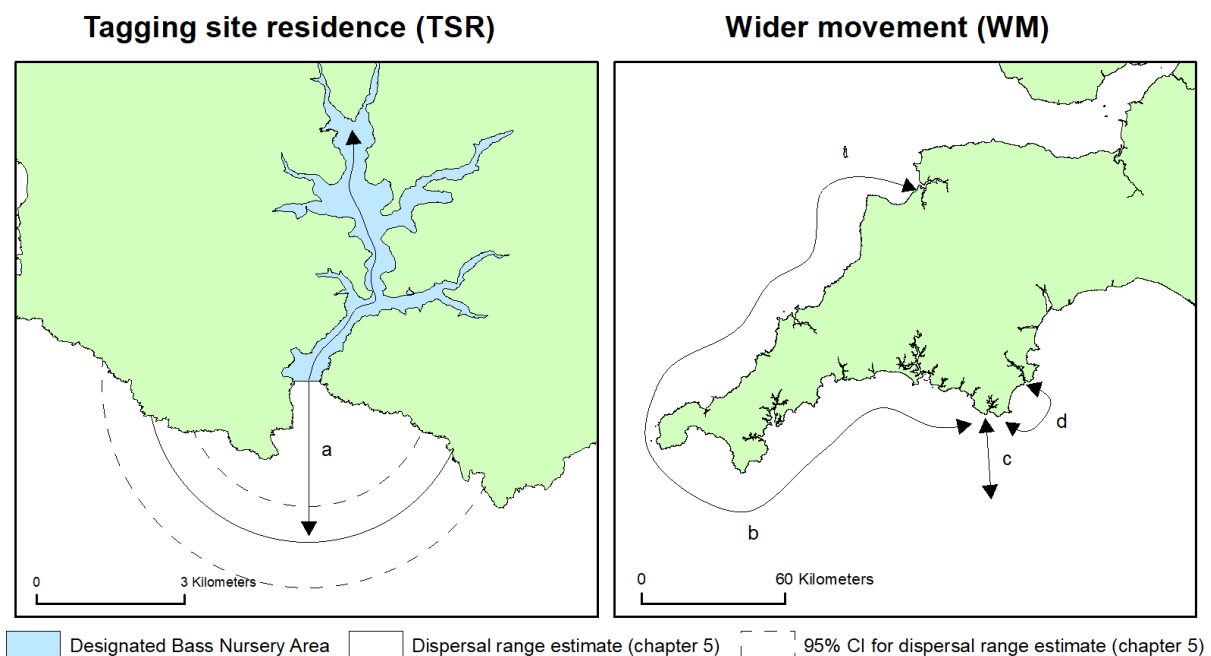 Tagging site residence (TSR)
Wider movement (WM)
a
0
3 Kilometers
b
c
d
0
60 Kilometers
Designated Bass Nursery Area
Dispersal range estimate (chapter 5)
95% CI for dispersal range estimate (chapter 5)